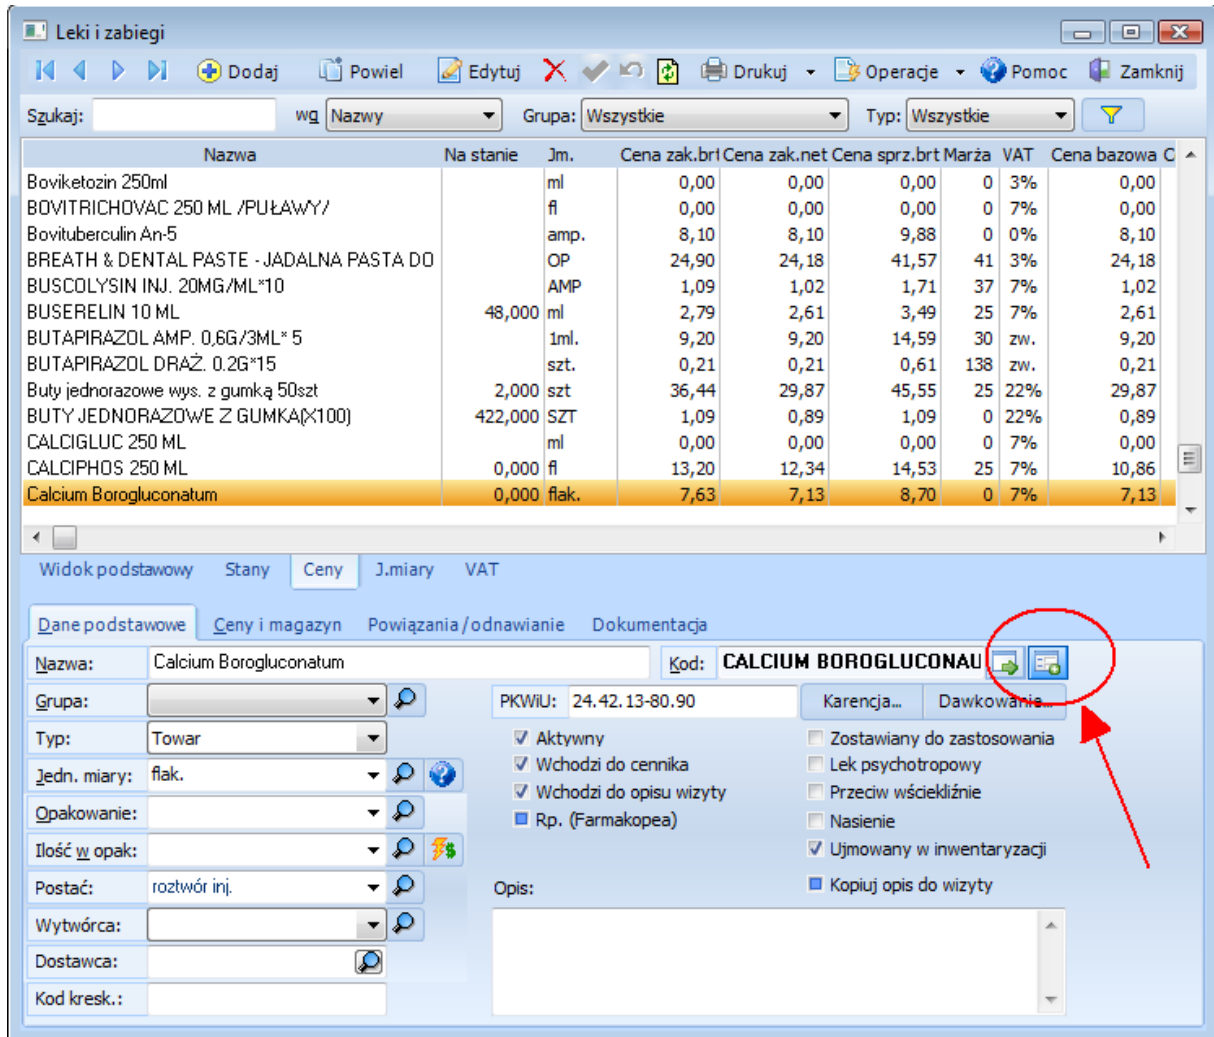 Leki i zabiegi
Dodaj Powiel Edytuj Drukuj Operacje Pomoc Zamknij
Szukaj: wg Nazwy Grupa: Wszystkie Typ: Wszystkie
Nazwa Na stanie Jm. Cena zak.brt Cena zak.net Cena sprz.brt Marża VAT Cena bazowa C
Boviketozin 250ml ml 0,00 0,00 0,00 0 3% 0,00
BOVITRICHOVAC 250 ML /PUŁAWY/ fl 0,00 0,00 0,00 0 7% 0,00
Bovituberculin An-5 amp. 8,10 8,10 9,88 0 0% 8,10
BREATH & DENTAL PASTE - JADALNA PASTA DO OP 24,90 24,18 41,57 41 3% 24,18
BUSCOLYSIN INJ. 20MG/ML*10 AMP 1,09 1,02 1,71 37 7% 1,02
BUSERELIN 10 ML 48,000 ml 2,79 2,61 3,49 25 7% 2,61
BUTAPIRAZOL AMP. 0,6G/3ML* 5 1ml. 9,20 9,20 14,59 30 zw. 9,20
BUTAPIRAZOL DRAŻ. 0.2G*15 szt. 0,21 0,21 0,61 138 zw. 0,21
Buty jednorazowe wys. z gumką 50szt 2,000 szt 36,44 29,87 45,55 25 22% 29,87
BUTY JEDNORAZOWE Z GUMKA(X100) 422,000 SZT 1,09 0,89 1,09 0 22% 0,89
CALCIGLUC 250 ML ml 0,00 0,00 0,00 0 7% 0,00
CALCIPHOS 250 ML 0,000 fl 13,20 12,34 14,53 25 7% 10,86
Calcium Borogluconatum 0,000 flak. 7,63 7,13 8,70 0 7% 7,13
Widok podstawowy Stany Ceny J.miary VAT
Dane podstawowe Ceny i magazyn Powiązania/odnawianie Dokumentacja
Nazwa: Calcium Borogluconatum Kod: CALCIUM BOROGLUCONAU
Grupa: PKWiU: 24.42.13-80.90 Karencja... Dawkowanie...
Typ: Towar Aktywny Zostawiany do zastosowania
Jedn. miary: flak. Wchodzi do cennika Lek psychotropowy
Wchodzi do opisu wizyty Przeciw wściekliźnie
Opakowanie: Rp. (Farmakopea) Nasienie
Ilość w opak: Ujmowany w inwentaryzacji
Postać: roztwór inj. Opis: Kopiuj opis do wizyty
Wytwórca:
Dostawca:
Kod kresk.: